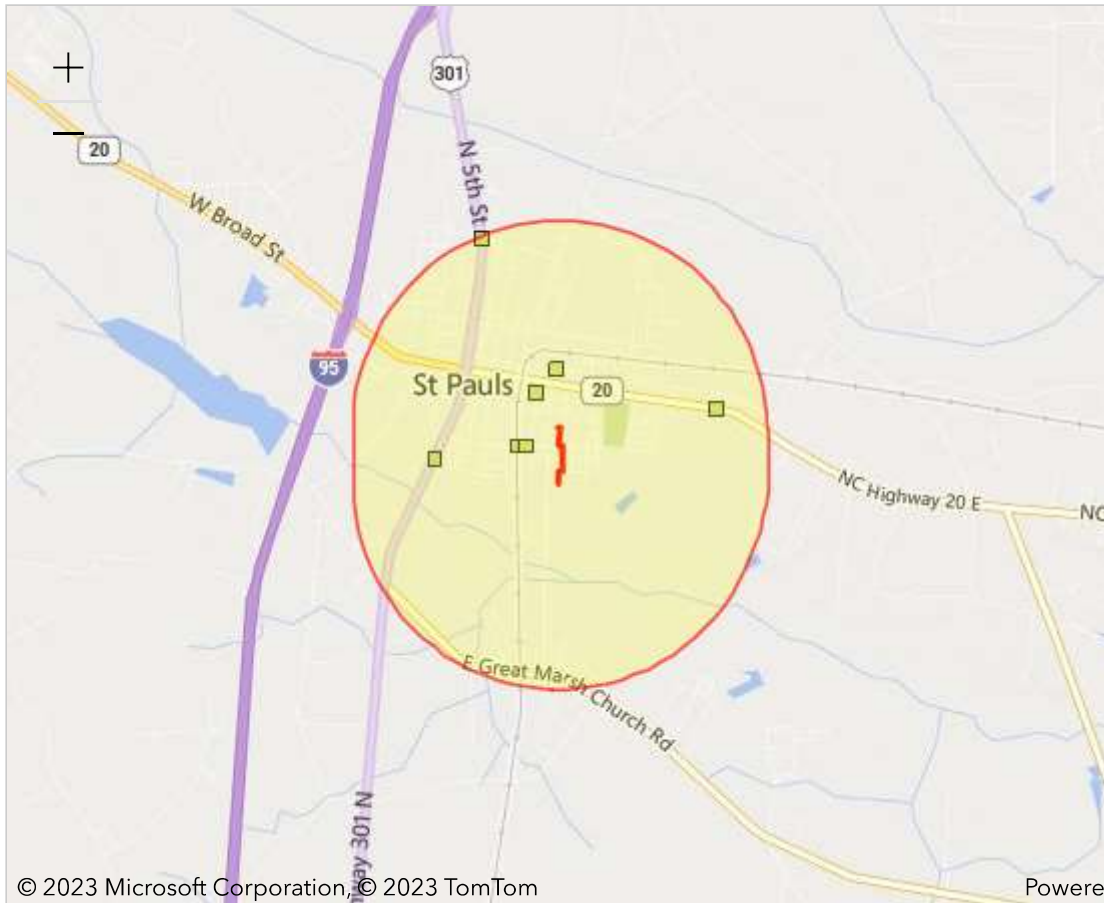 301
N 5th St
20
W Broad St
95
St Pauls
20
NC Highway 20 E
NC
E Great Marsh Church Rd
way 301 N
© 2023 Microsoft Corporation, © 2023 TomTom
Powere